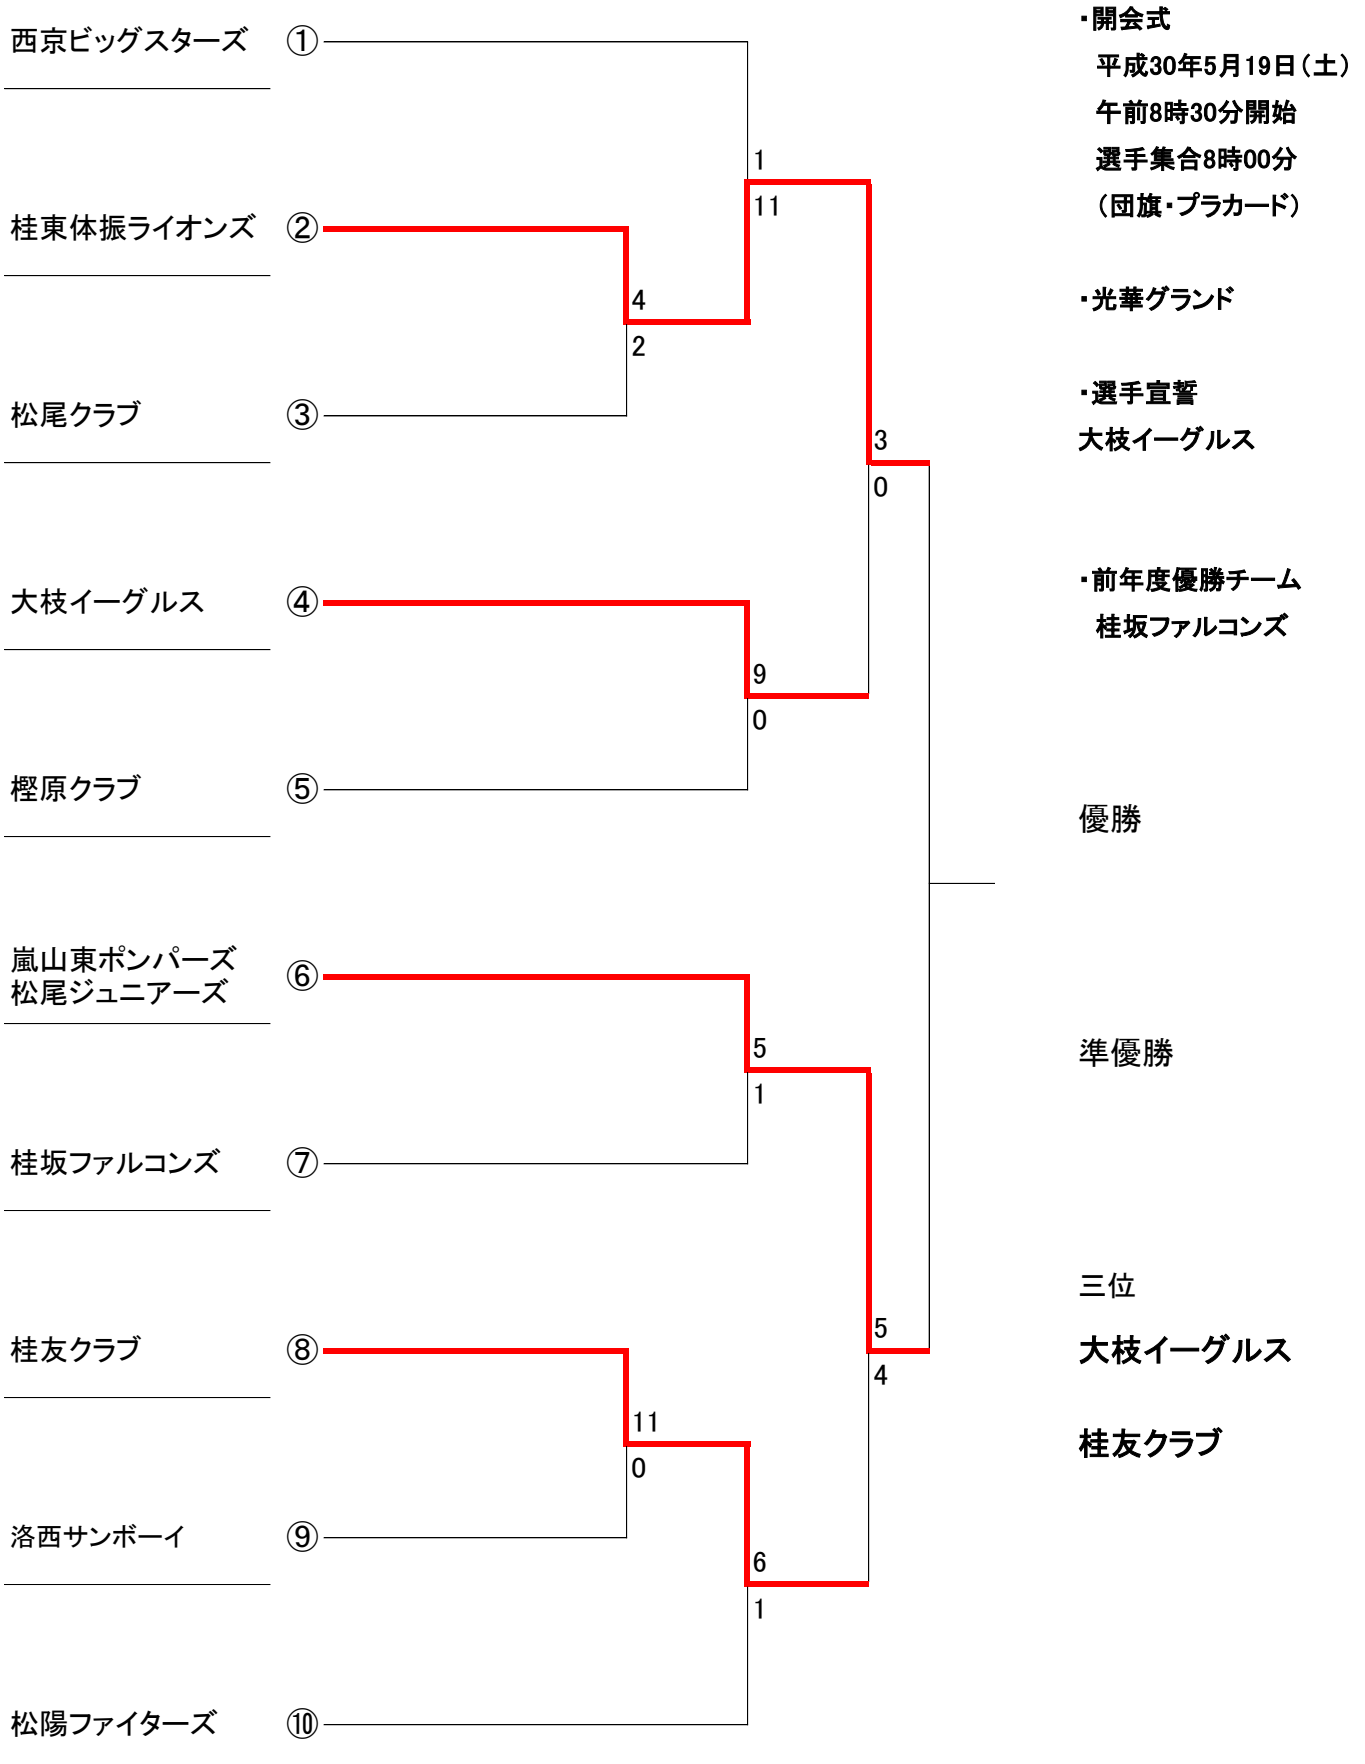 西京ビッグスターズ ①
桂東体振ライオンズ ②
松尾クラブ ③
大枝イーグルス ④
樫原クラブ ⑤
嵐山東ポンパーズ
松尾ジュニアーズ ⑥
桂坂ファルコンズ ⑦
桂友クラブ ⑧
洛西サンボーイ ⑨
松陽ファイターズ ⑩
4
2
11
0
1
11
9
0
5
1
6
1
3
0
5
4
・開会式
平成30年5月19日(土)
午前8時30分開始
選手集合8時00分
(団旗・プラカード)
・光華グランド
・選手宣誓
大枝イーグルス
・前年度優勝チーム
桂坂ファルコンズ
優勝
準優勝
三位
大枝イーグルス
桂友クラブ